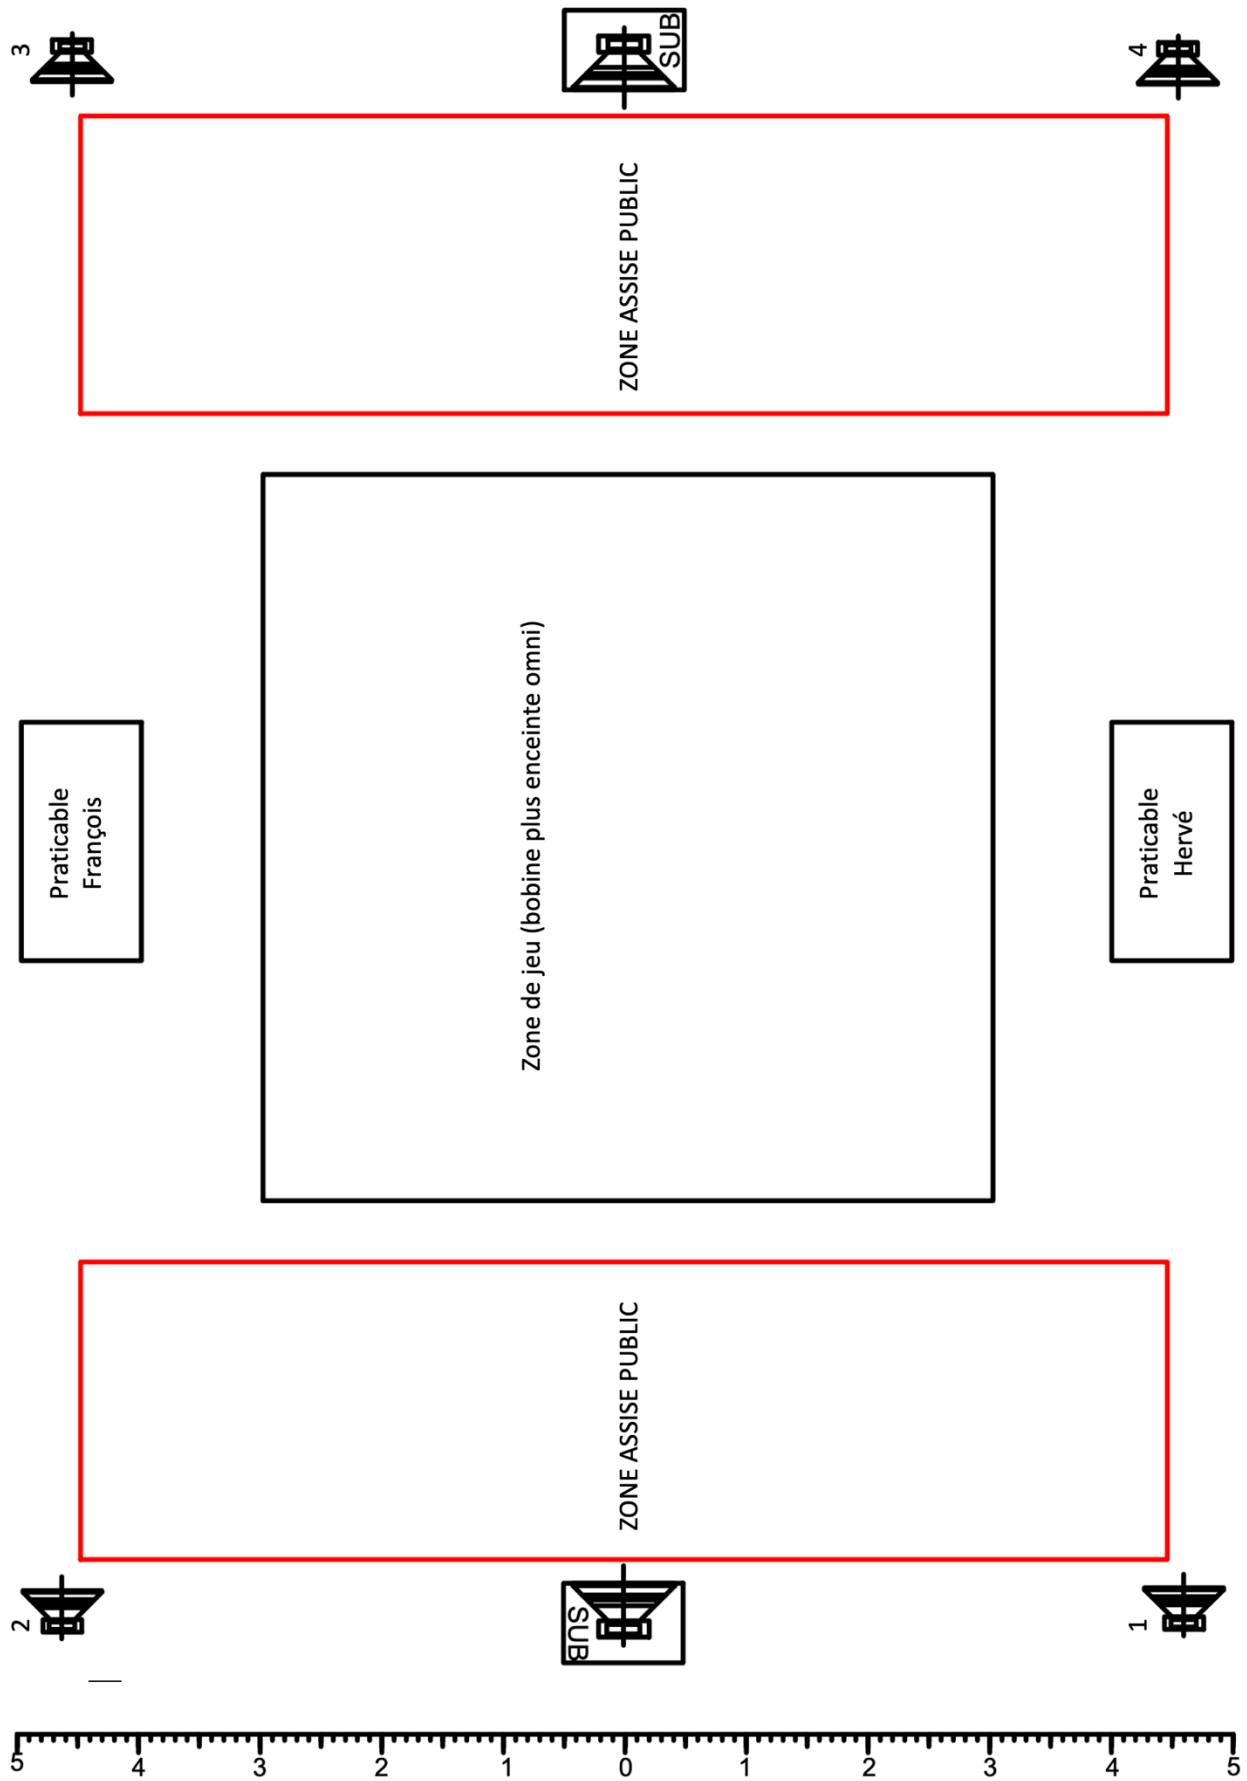 3
SUB
4
ZONE ASSISE PUBLIC
Praticable
François
Zone de jeu (bobine plus enceinte omni)
Praticable
Hervé
ZONE ASSISE PUBLIC
2
SUB
1
5 4 3 2 1 0 1 2 3 4 5